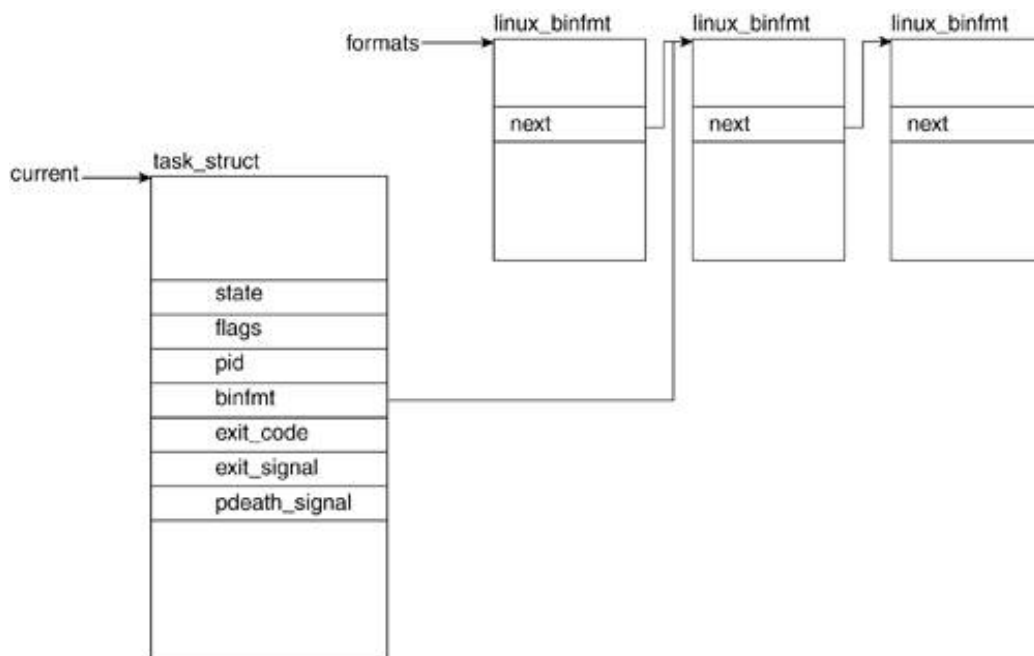 linux_binfmt linux_binfmt linux_binfmt
formats
next next next
task_struct
current
state
flags
pid
binfmt
exit_code
exit_signal
pdeath_signal